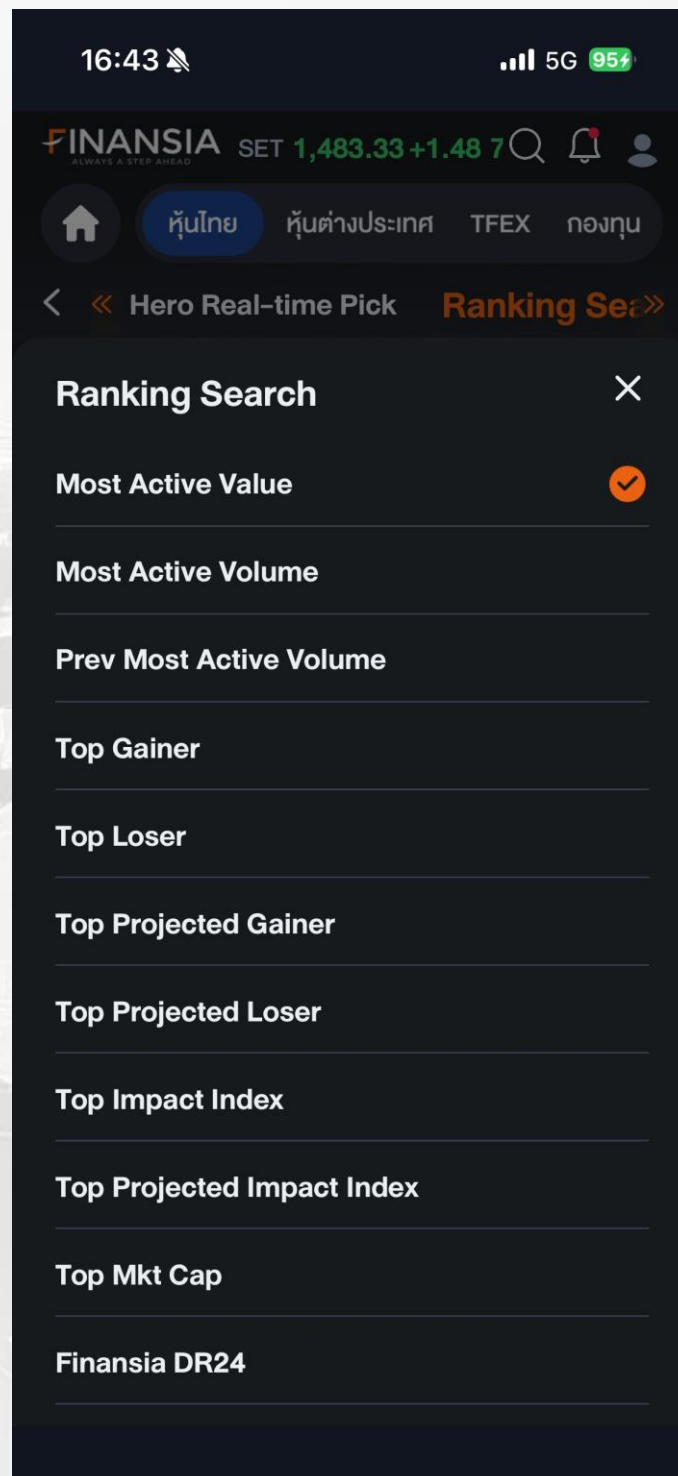 16:43
5G 95
FINANSIA SET 1,483.33 +1.48 7
ALWAYS A STEP AHEAD
หุ้นไทย หุ้นต่างประเทศ TFEX กองทุน
Hero Real-time Pick Ranking Sea
Ranking Search
Most Active Value
Most Active Volume
Prev Most Active Volume
Top Gainer
Top Loser
Top Projected Gainer
Top Projected Loser
Top Impact Index
Top Projected Impact Index
Top Mkt Cap
Finansia DR24